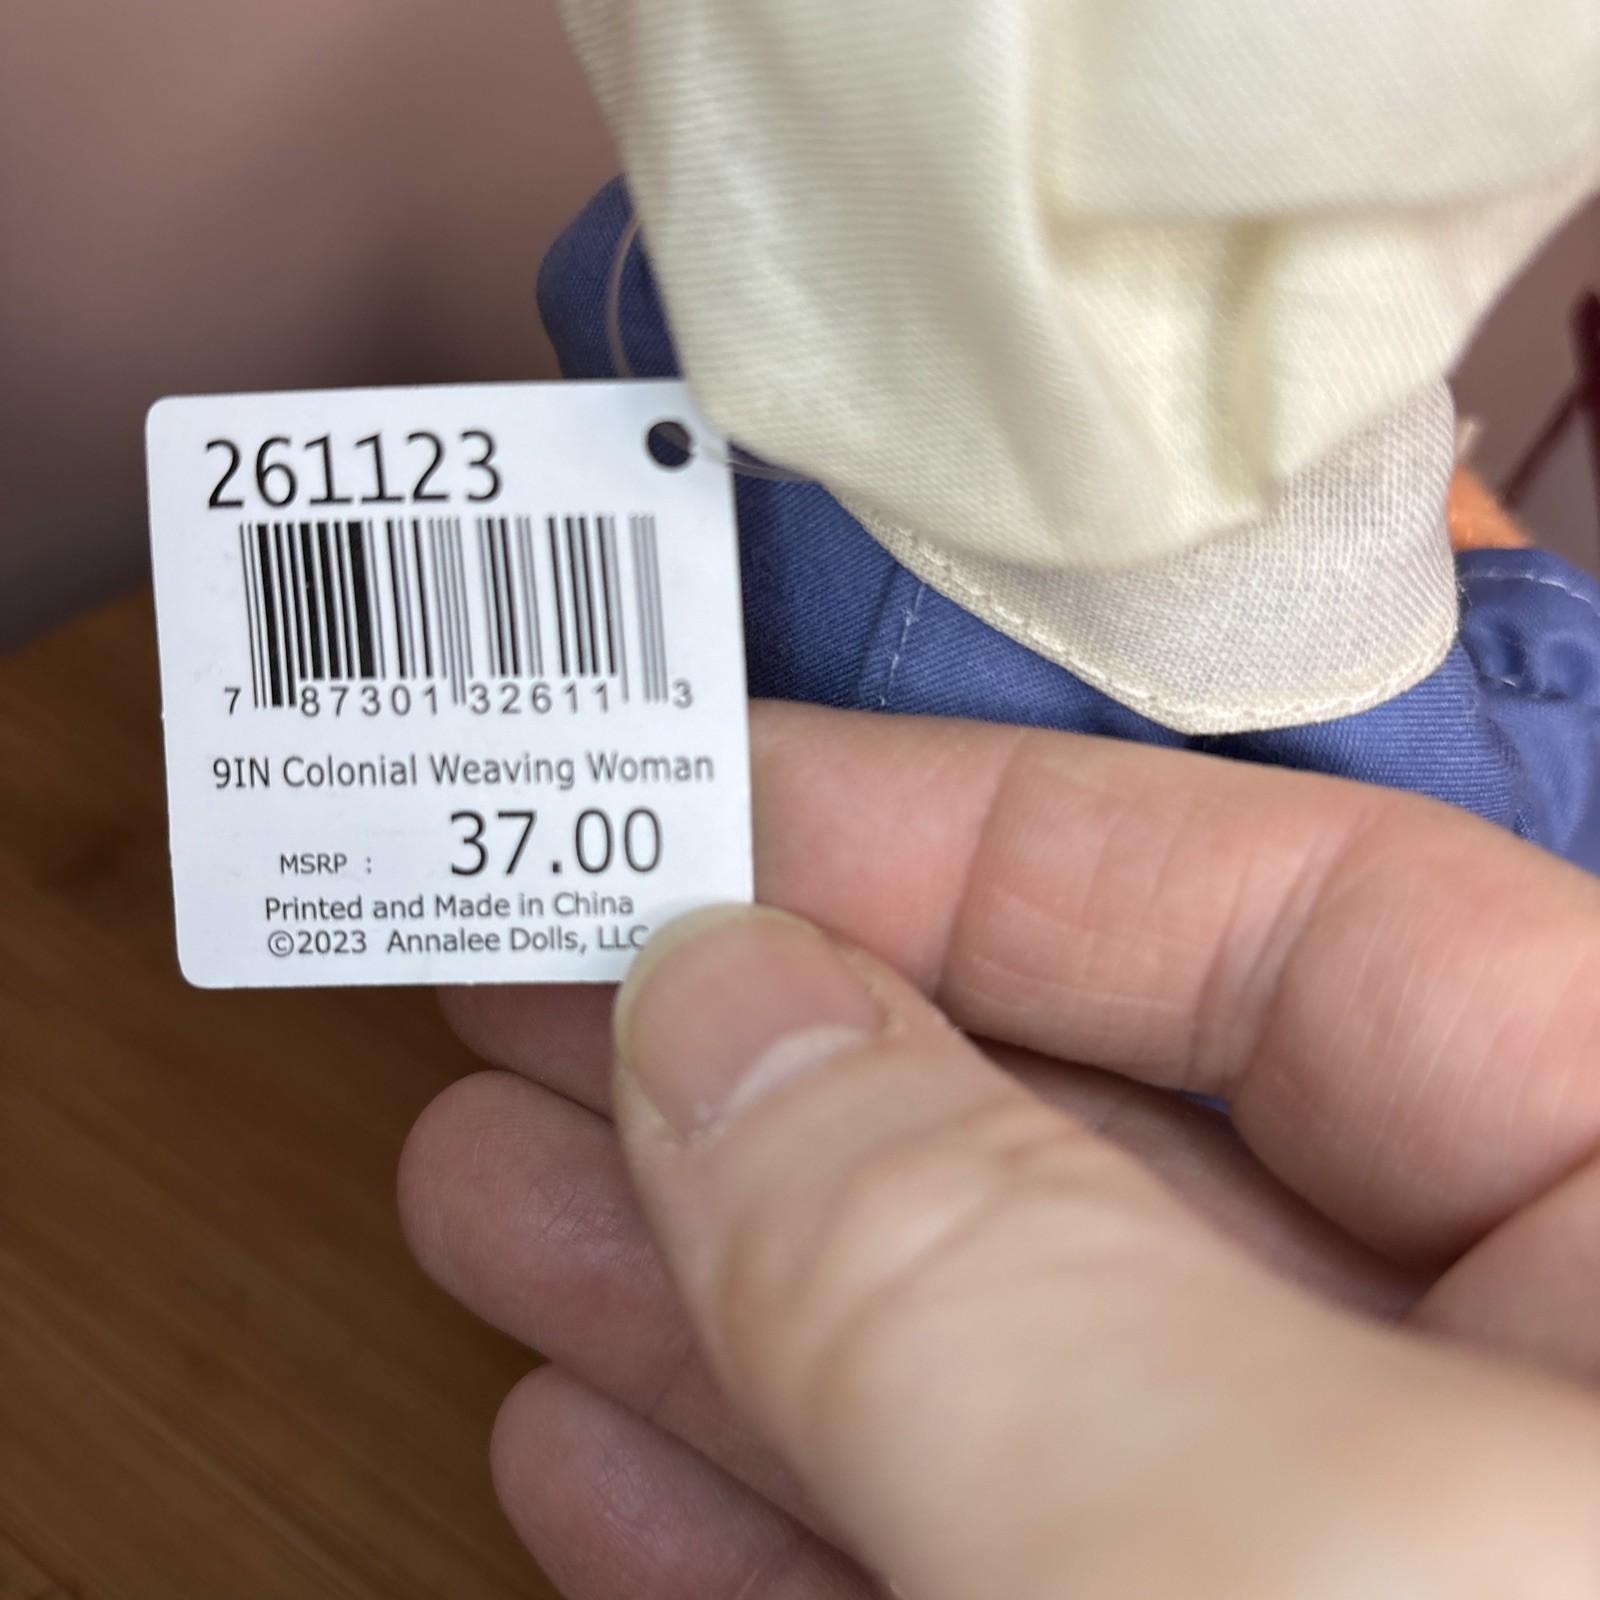 261123
7 87301 32611 3
9IN Colonial Weaving Woman
MSRP : 37.00
Printed and Made in China
©2023 Annalee Dolls, LLC